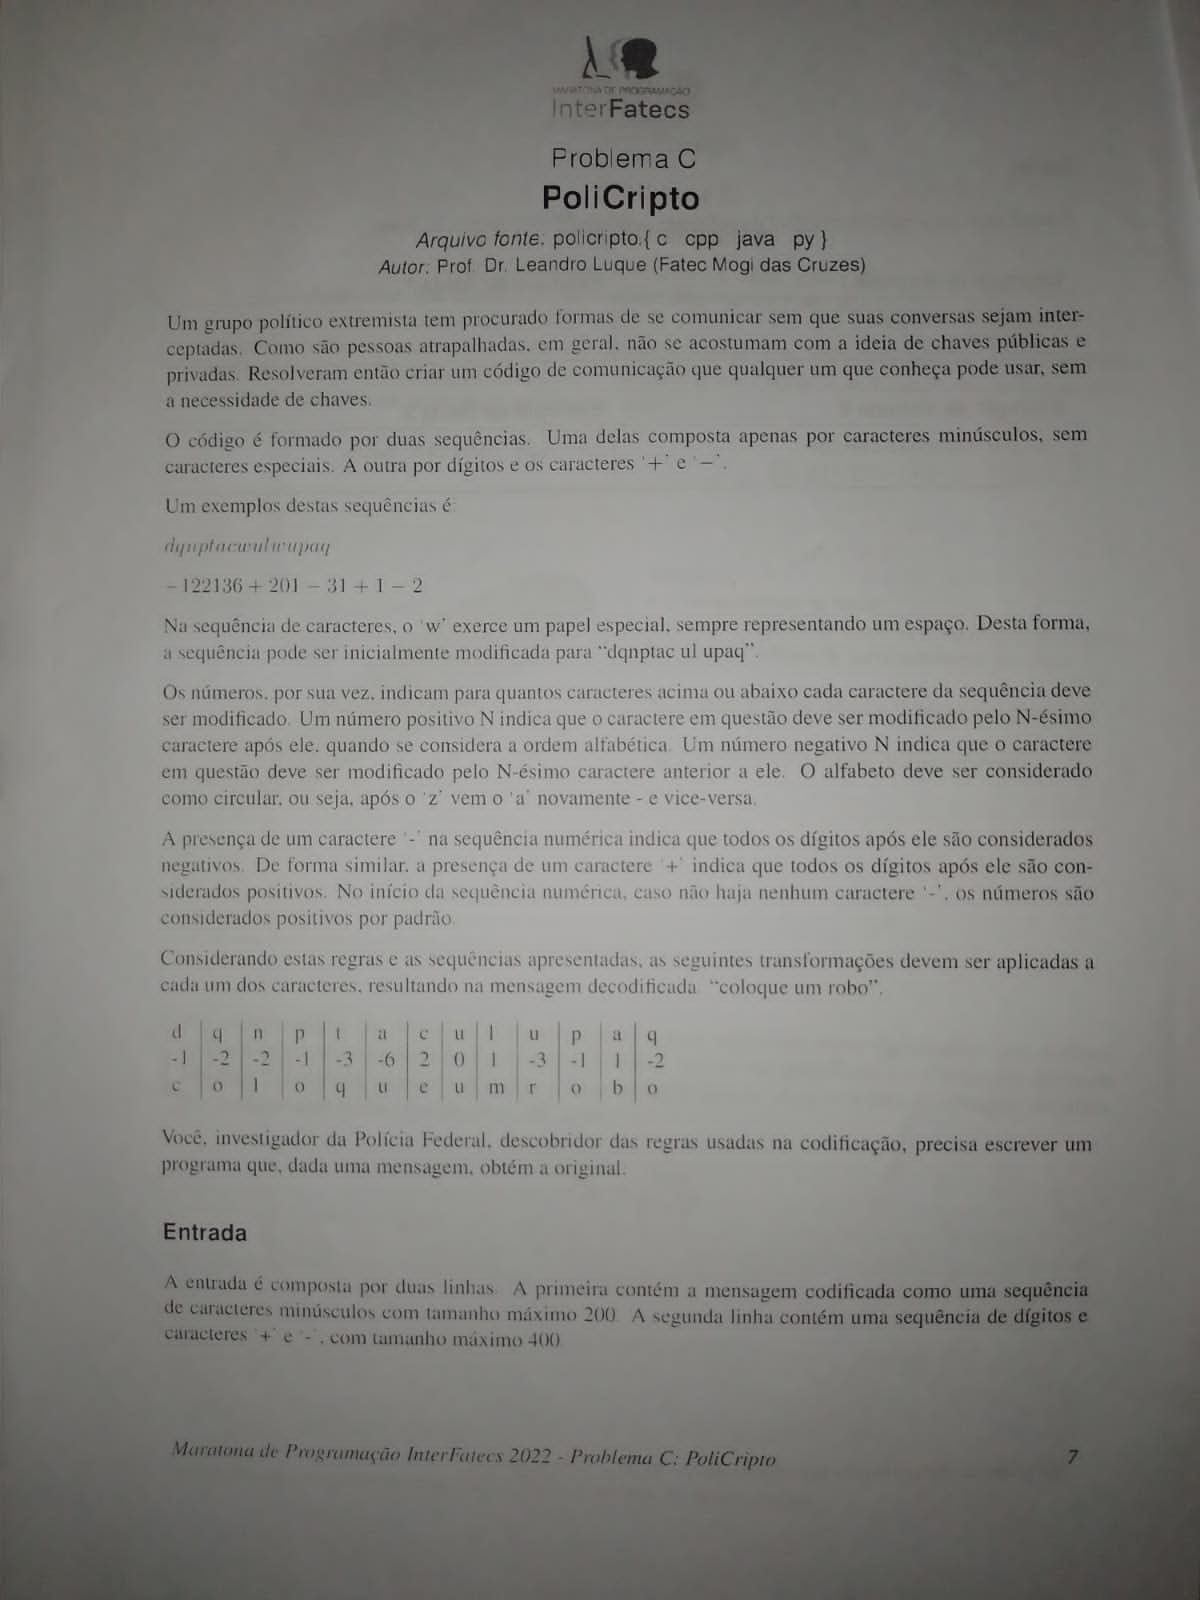 MARATONA DE PROGRAMAÇÃO
InterFatecs
Problema C
PoliCripto
Arquivo fonte: policripto.{ c cpp java py }
Autor: Prof. Dr. Leandro Luque (Fatec Mogi das Cruzes)
Um grupo político extremista tem procurado formas de se comunicar sem que suas conversas sejam inter-
ceptadas. Como são pessoas atrapalhadas, em geral, não se acostumam com a ideia de chaves públicas e
privadas. Resolveram então criar um código de comunicação que qualquer um que conheça pode usar, sem
a necessidade de chaves.
O código é formado por duas sequências. Uma delas composta apenas por caracteres minúsculos, sem
caracteres especiais. A outra por dígitos e os caracteres ‘+’ e ‘−’.
Um exemplos destas sequências é:
dqnptacwulwupaq
−122136 + 201 − 31 + 1 − 2
Na sequência de caracteres, o ‘w’ exerce um papel especial, sempre representando um espaço. Desta forma,
a sequência pode ser inicialmente modificada para “dqnptac ul upaq”.
Os números, por sua vez, indicam para quantos caracteres acima ou abaixo cada caractere da sequência deve
ser modificado. Um número positivo N indica que o caractere em questão deve ser modificado pelo N-ésimo
caractere após ele, quando se considera a ordem alfabética. Um número negativo N indica que o caractere
em questão deve ser modificado pelo N-ésimo caractere anterior a ele. O alfabeto deve ser considerado
como circular, ou seja, após o ‘z’ vem o ‘a’ novamente - e vice-versa.
A presença de um caractere ‘-’ na sequência numérica indica que todos os dígitos após ele são considerados
negativos. De forma similar, a presença de um caractere ‘+’ indica que todos os dígitos após ele são con-
siderados positivos. No início da sequência numérica, caso não haja nenhum caractere ‘-’, os números são
considerados positivos por padrão.
Considerando estas regras e as sequências apresentadas, as seguintes transformações devem ser aplicadas a
cada um dos caracteres, resultando na mensagem decodificada “coloque um robo”.
d q n p t a c u l u p a q
-1 -2 -2 -1 -3 -6 2 0 1 -3 -1 1 -2
c o l o q u e u m r o b o
Você, investigador da Polícia Federal, descobridor das regras usadas na codificação, precisa escrever um
programa que, dada uma mensagem, obtém a original.
Entrada
A entrada é composta por duas linhas. A primeira contém a mensagem codificada como uma sequência
de caracteres minúsculos com tamanho máximo 200. A segunda linha contém uma sequência de dígitos e
caracteres ‘+’ e ‘-’, com tamanho máximo 400.
Maratona de Programação InterFatecs 2022 - Problema C: PoliCripto 7